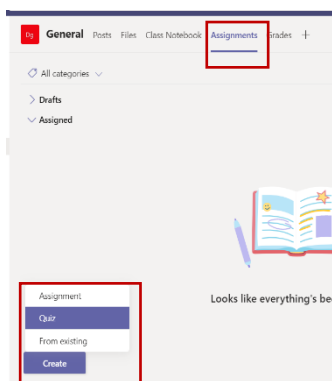 Dg General Posts Files Class Notebook Assignments Grades +
All categories
Drafts
Assigned
Looks like everything's be
Assignment
Quiz
From existing
Create